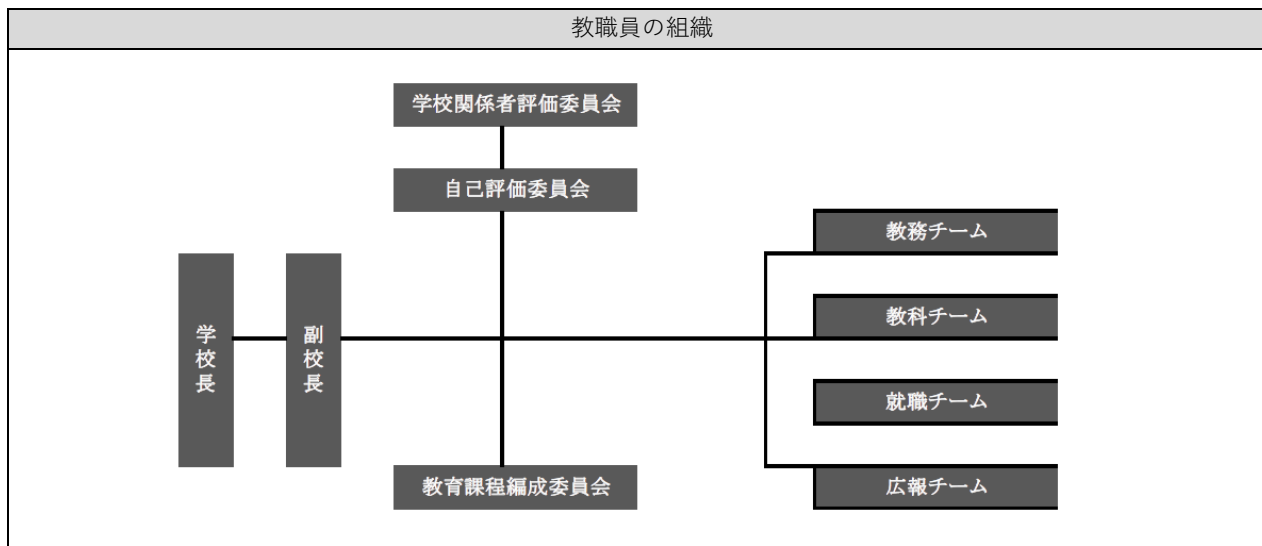 教職員の組織
学校関係者評価委員会
自己評価委員会
教務チーム
教科チーム
学校長
副校長
就職チーム
教育課程編成委員会
広報チーム